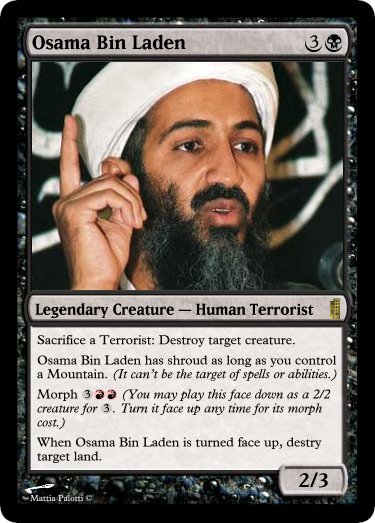 Osama Bin Laden 3
Legendary Creature — Human Terrorist
Sacrifice a Terrorist: Destroy target creature.
Osama Bin Laden has shroud as long as you control
a Mountain. (It can't be the target of spells or abilities.)
Morph 3 (You may play this face down as a 2/2
creature for 3. Turn it face up any time for its morph
cost.)
When Osama Bin Laden is turned face up, destry
target land.
2/3
Mattia Pulotti ©